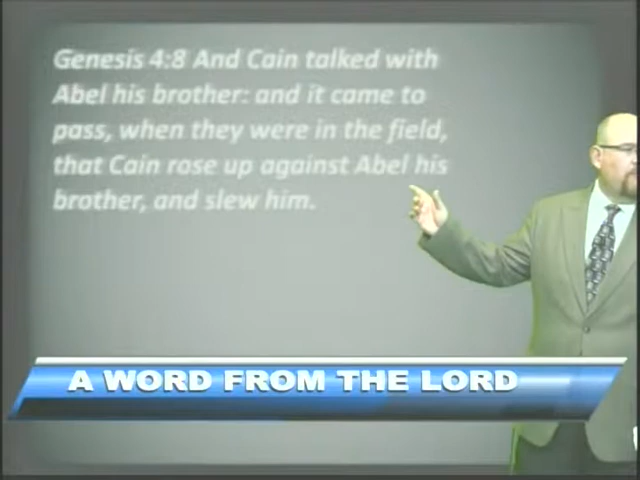 Genesis 4:8 And Cain talked with
Abel his brother: and it came to
pass, when they were in the field,
that Cain rose up against Abel his
brother, and slew him.
A WORD FROM THE LORD